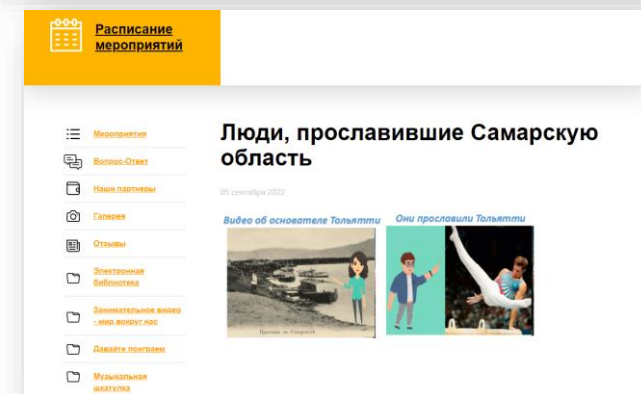 Расписание
мероприятий
Мероприятия
Вопрос-Ответ
Наши партнеры
Галерея
Отзывы
Электронная
библиотека
Занимательное видео
- мир вокруг нас
Давайте поиграем
Музыкальная
шкатулка
Люди, прославившие Самарскую
область
05 сентября 2022
Видео об основателе Тольятти
Они прославили Тольятти